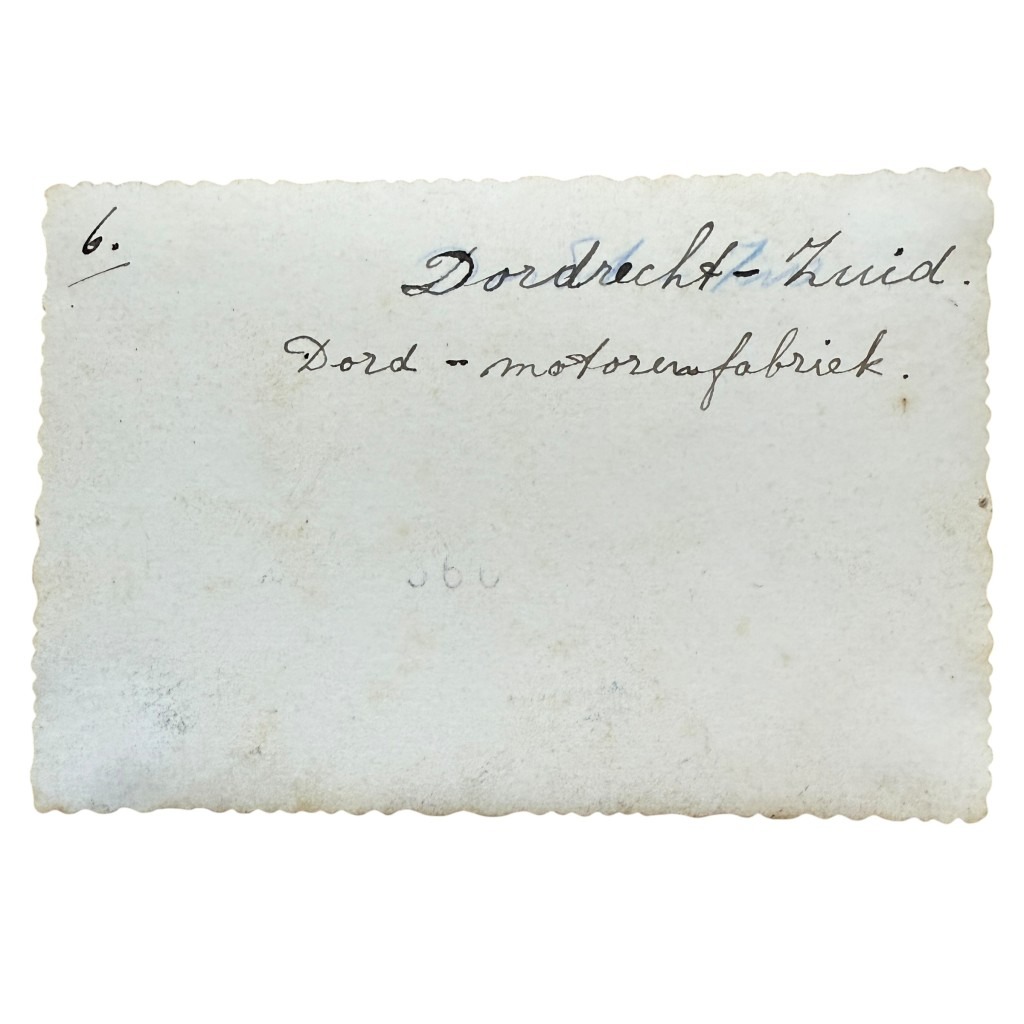 6.
Dordrecht - Zuid.
Dord - motorenfabriek.